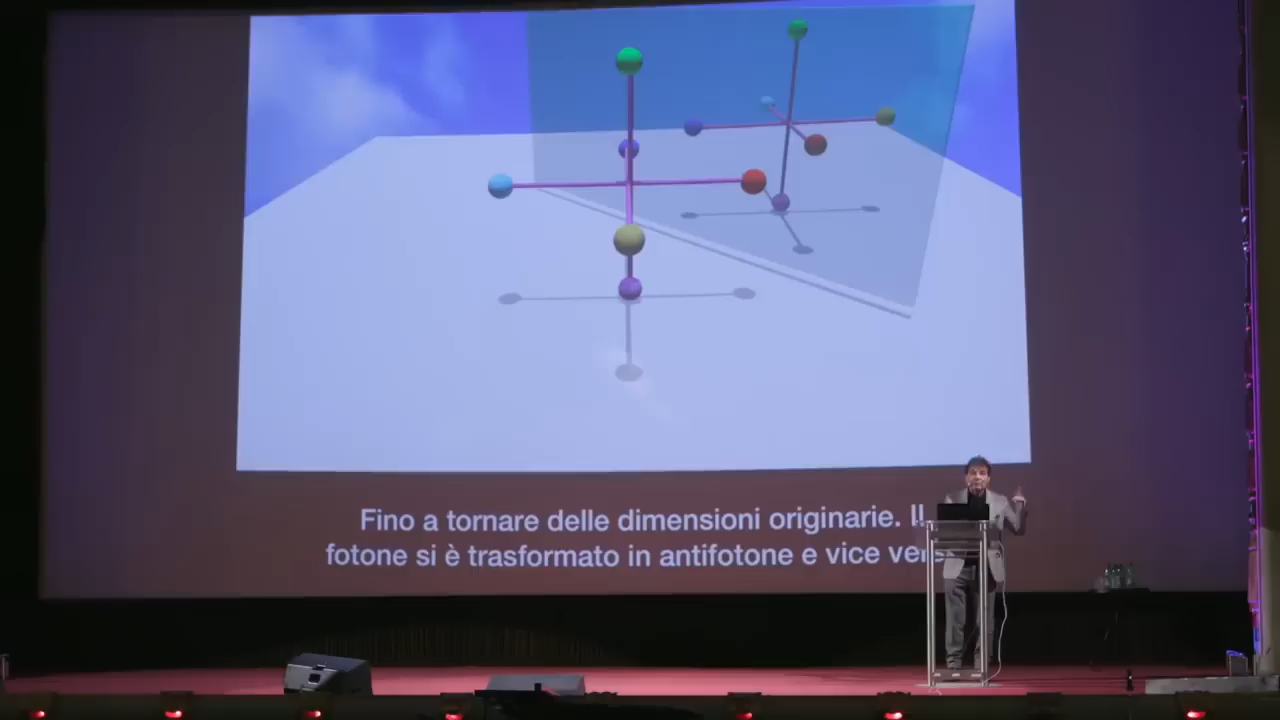 Fino a tornare delle dimensioni originarie. Il
fotone si è trasformato in antifotone e vice